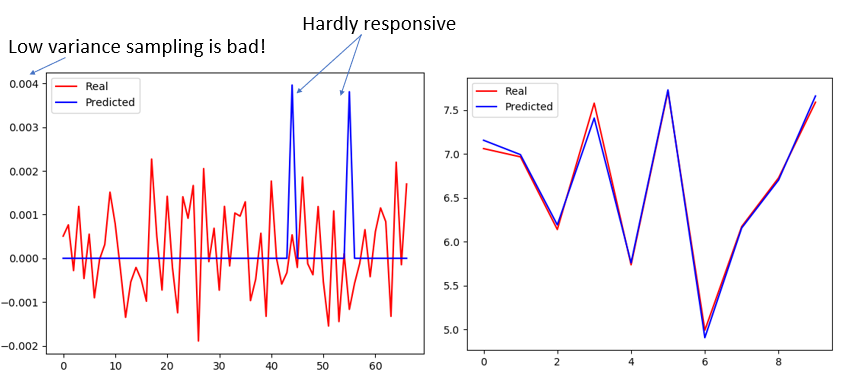 Hardly responsive
Low variance sampling is bad!
0.004
0.003
0.002
0.001
0.000
−0.001
−0.002
0 10 20 30 40 50 60
Real
Predicted
7.5
7.0
6.5
6.0
5.5
5.0
0 2 4 6 8
Real
Predicted